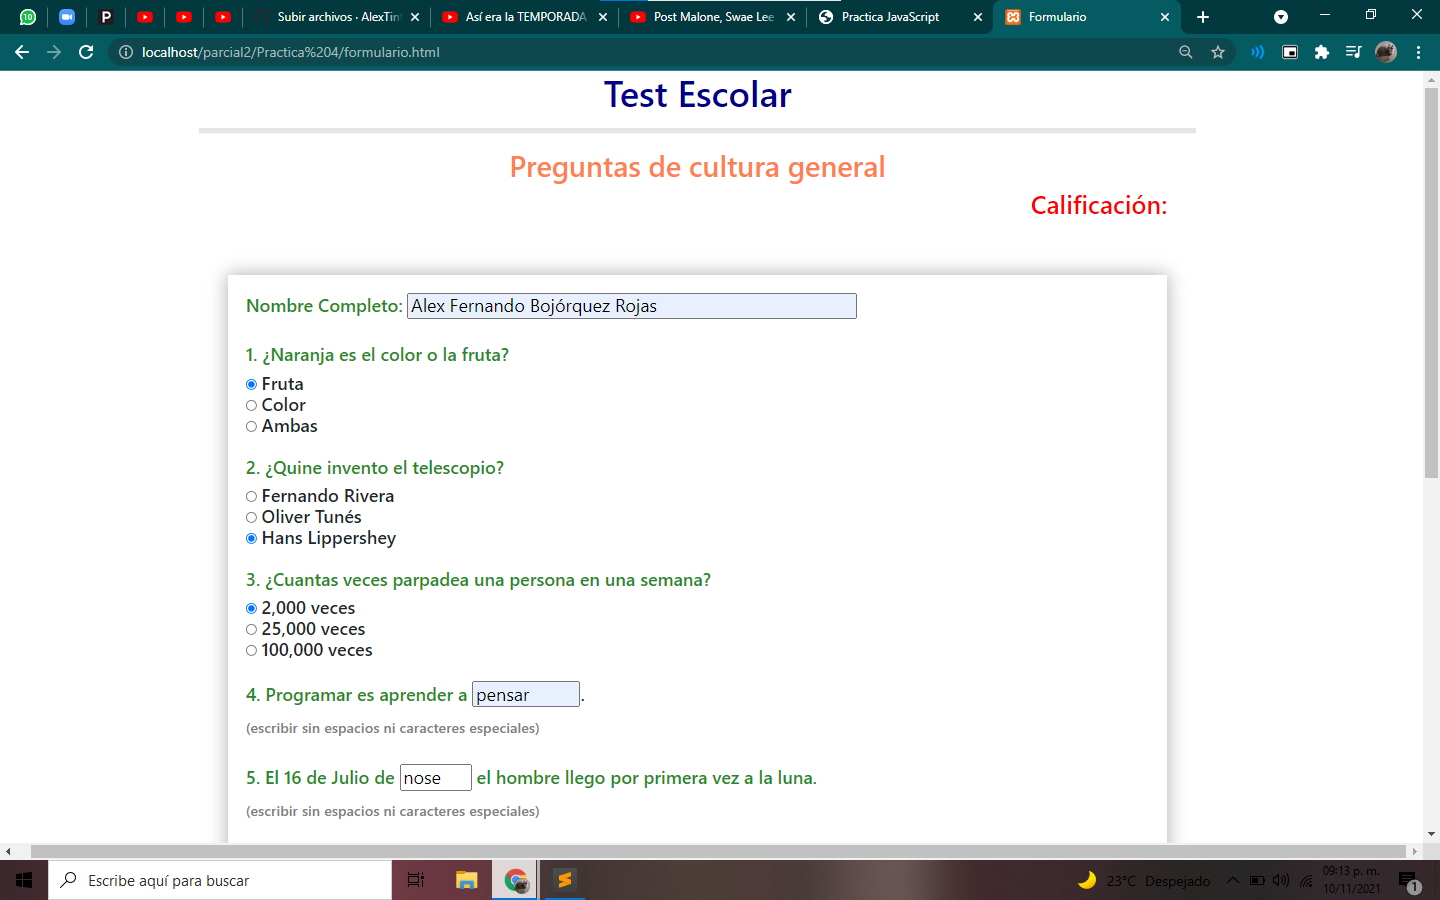 10
Subir archivos · AlexTin
Así era la TEMPORADA
Post Malone, Swae Lee
Practica JavaScript
Formulario
localhost/parcial2/Practica%204/formulario.html
Test Escolar
Preguntas de cultura general
Calificación:
Nombre Completo: Alex Fernando Bojórquez Rojas
1. ¿Naranja es el color o la fruta?
Fruta
Color
Ambas
2. ¿Quine invento el telescopio?
Fernando Rivera
Oliver Tunés
Hans Lippershey
3. ¿Cuantas veces parpadea una persona en una semana?
2,000 veces
25,000 veces
100,000 veces
4. Programar es aprender a pensar.
(escribir sin espacios ni caracteres especiales)
5. El 16 de Julio de nose el hombre llego por primera vez a la luna.
(escribir sin espacios ni caracteres especiales)
Escribe aquí para buscar
23°C Despejado
09:13 p. m.
10/11/2021
1